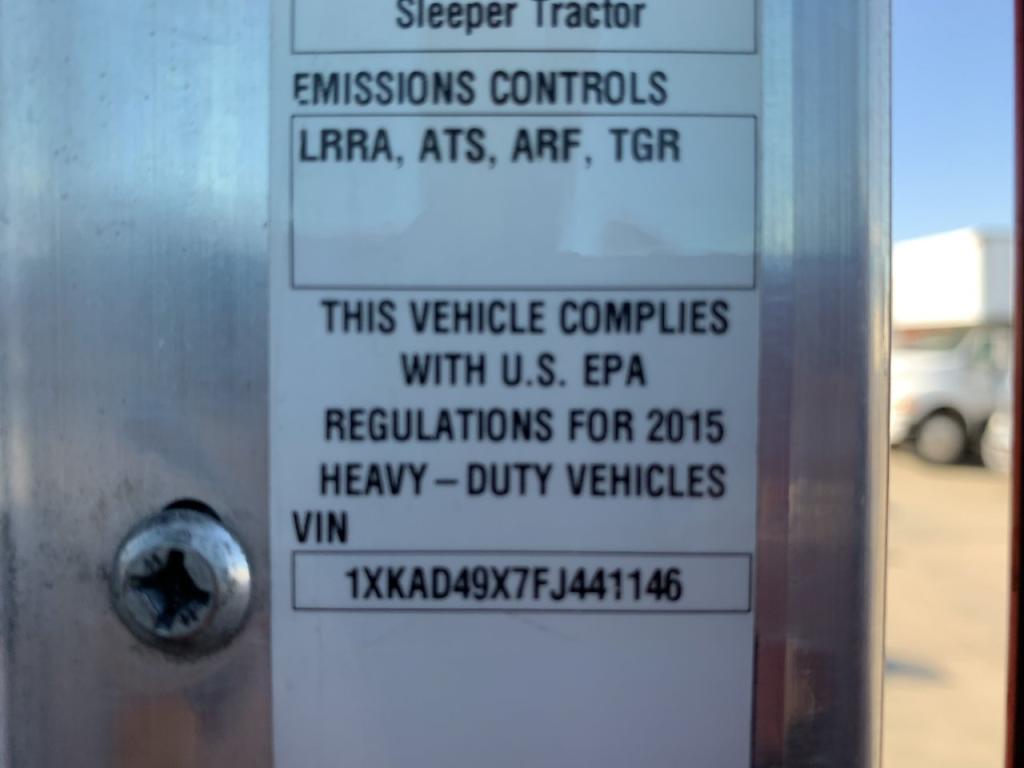 Sleeper Tractor
EMISSIONS CONTROLS
LRRA, ATS, ARF, TGR
THIS VEHICLE COMPLIES
WITH U.S. EPA
REGULATIONS FOR 2015
HEAVY-DUTY VEHICLES
VIN
1XKAD49X7FJ441146